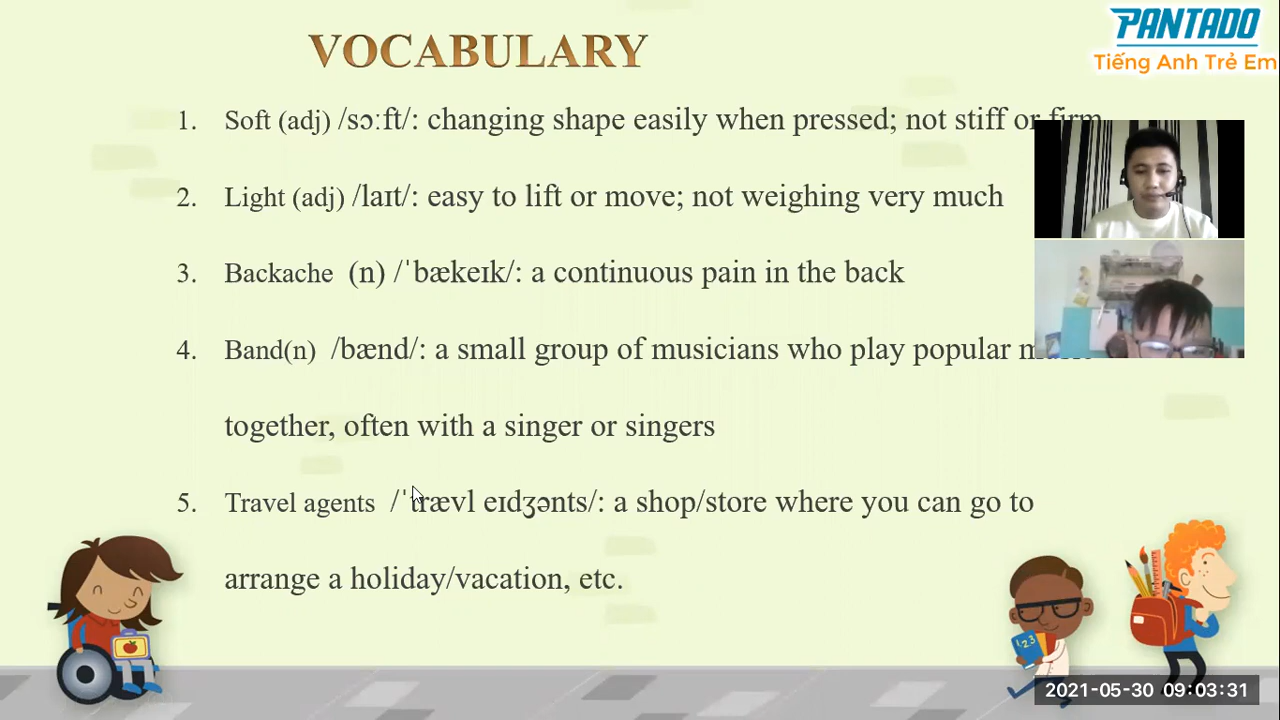 PANTADO
Tiếng Anh Trẻ Em
VOCABULARY
1. Soft (adj) /sɔːft/: changing shape easily when pressed; not stiff or firm
2. Light (adj) /laɪt/: easy to lift or move; not weighing very much
3. Backache (n) /ˈbækeɪk/: a continuous pain in the back
4. Band(n) /bænd/: a small group of musicians who play popular
together, often with a singer or singers
5. Travel agents /ˈtrævl eɪdʒənts/: a shop/store where you can go to
arrange a holiday/vacation, etc.
1 2 3
2021-05-30 09:03:31